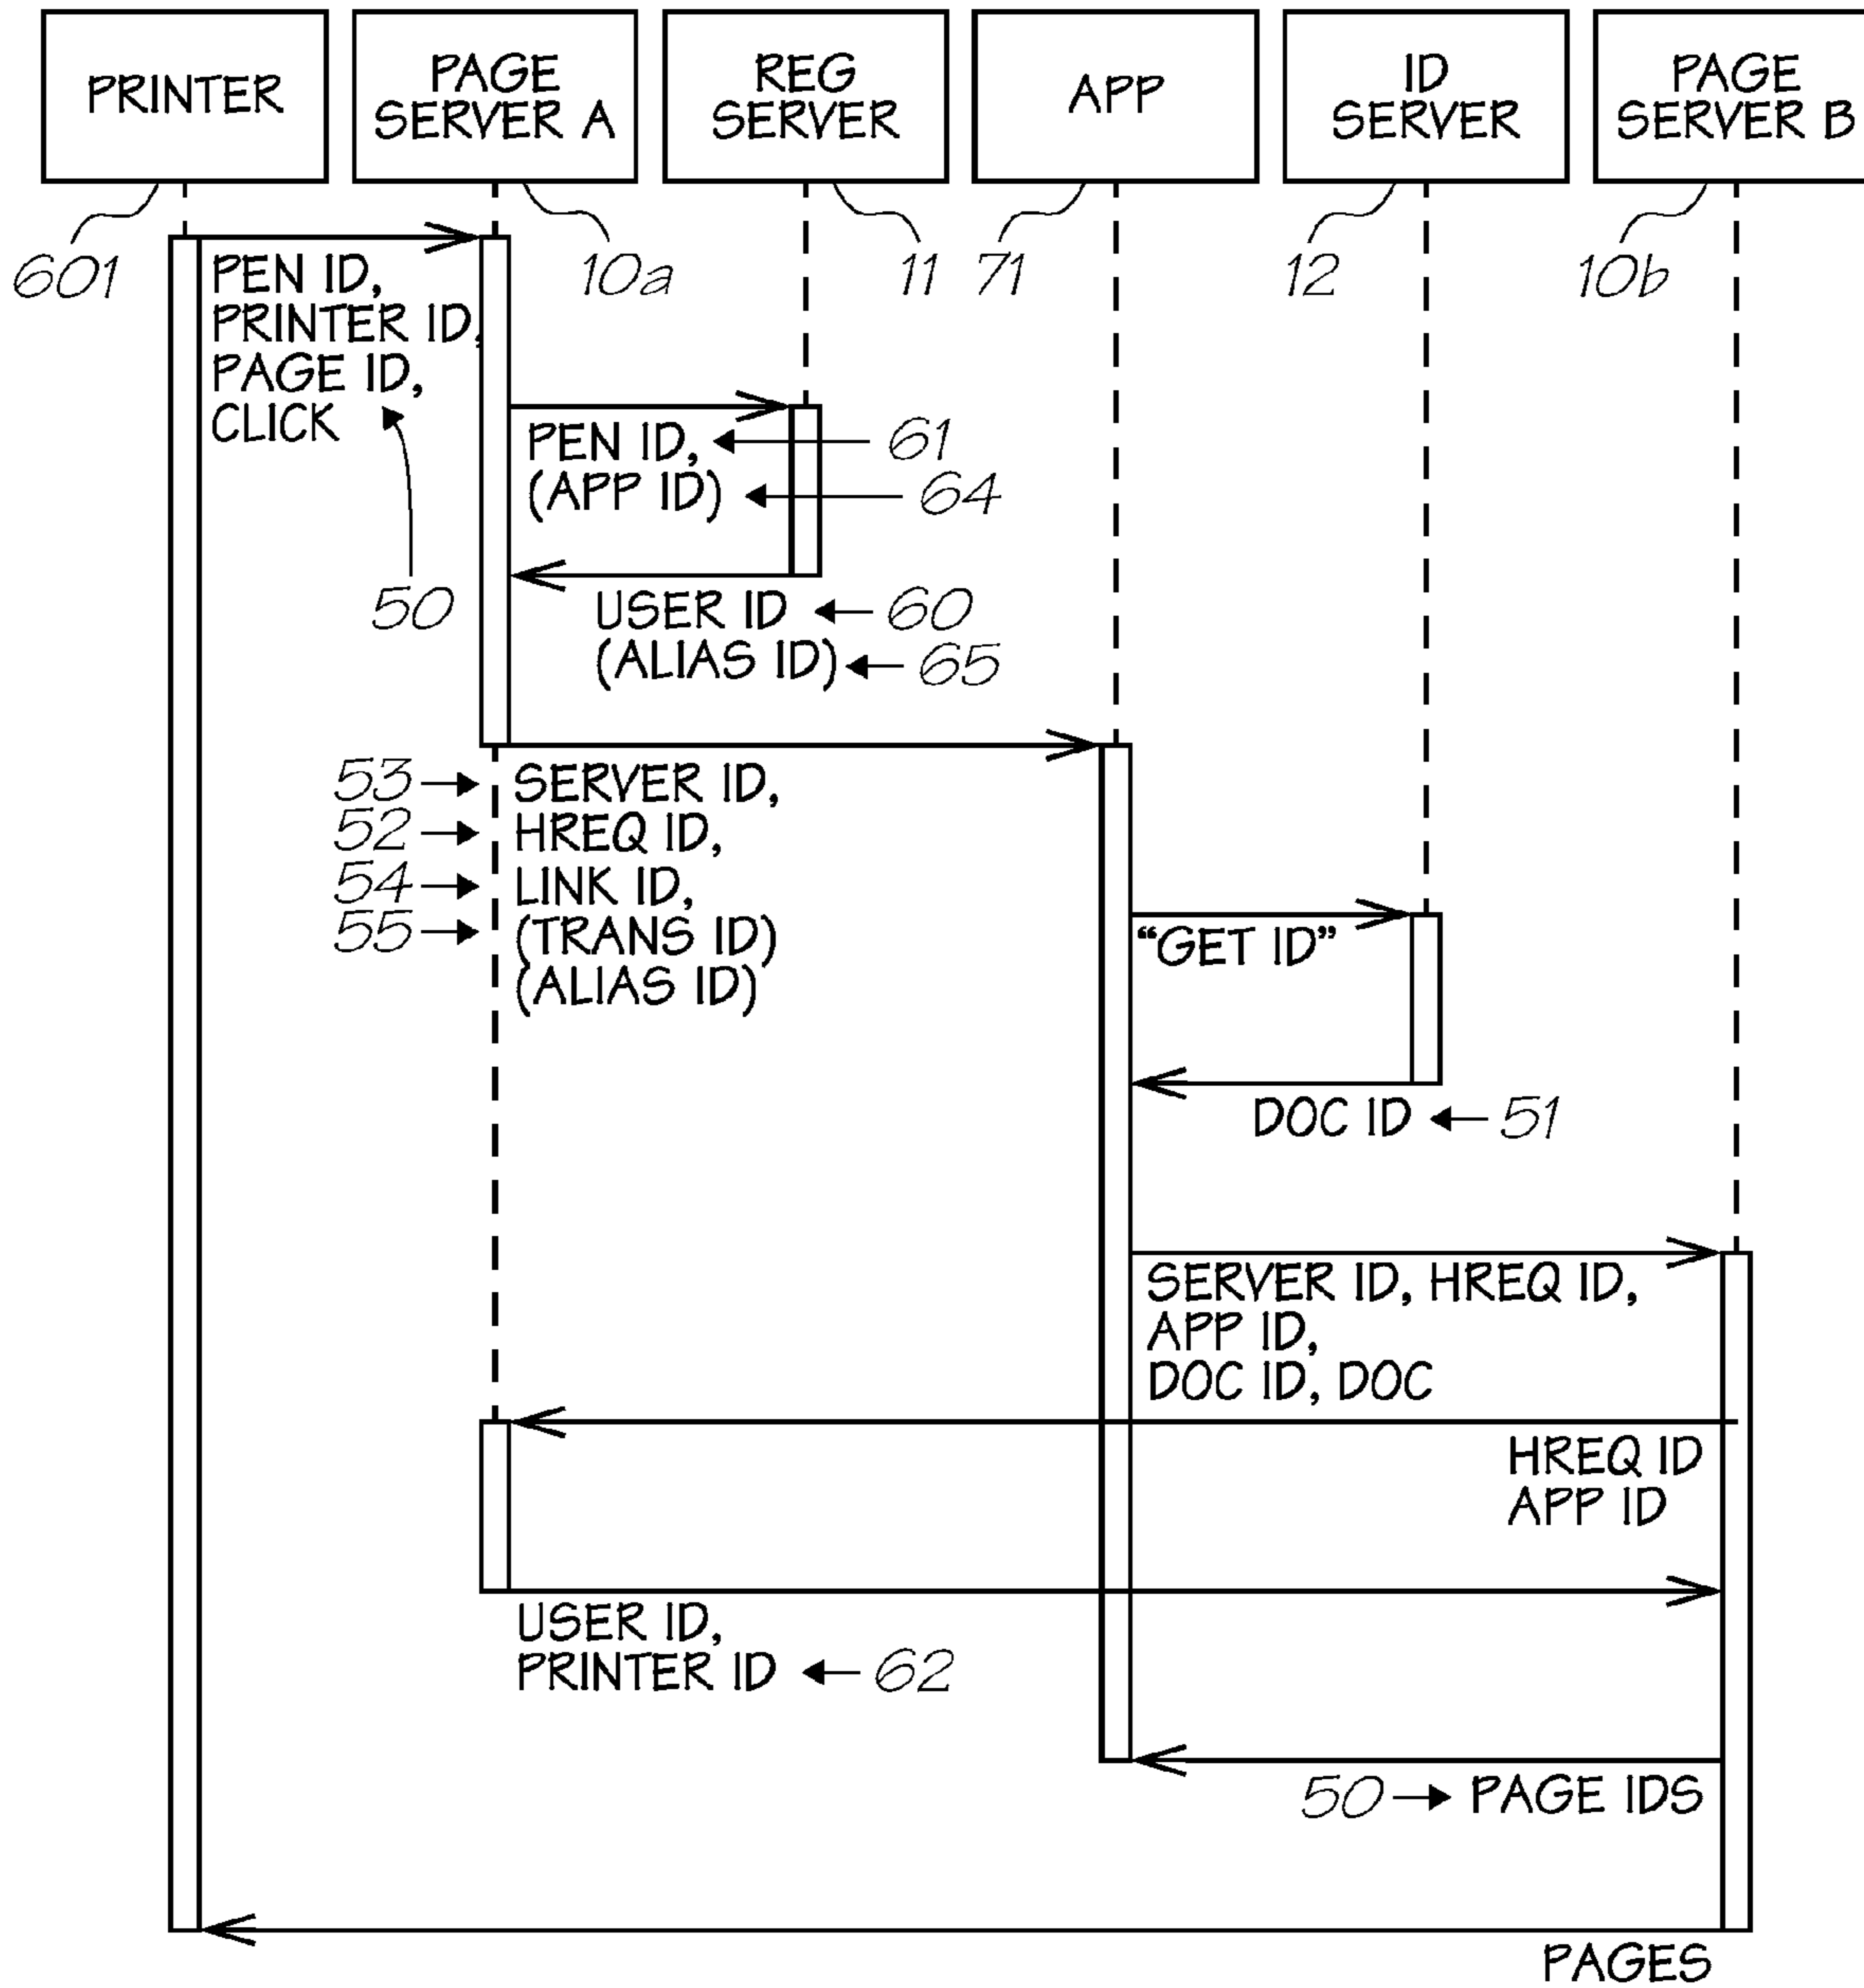 PRINTER
PAGE
SERVER A
REG
SERVER
APP
ID
SERVER
PAGE
SERVER B
601
10a
11
71
12
10b
PEN ID,
PRINTER ID,
PAGE ID,
CLICK
50
PEN ID,
61
(APP ID)
64
USER ID
60
(ALIAS ID)
65
53
SERVER ID,
52
HREQ ID,
54
LINK ID,
55
(TRANS ID)
(ALIAS ID)
“GET ID”
DOC ID
51
SERVER ID, HREQ ID,
APP ID,
DOC ID, DOC
HREQ ID
APP ID
USER ID,
PRINTER ID
62
50
PAGE IDS
PAGES